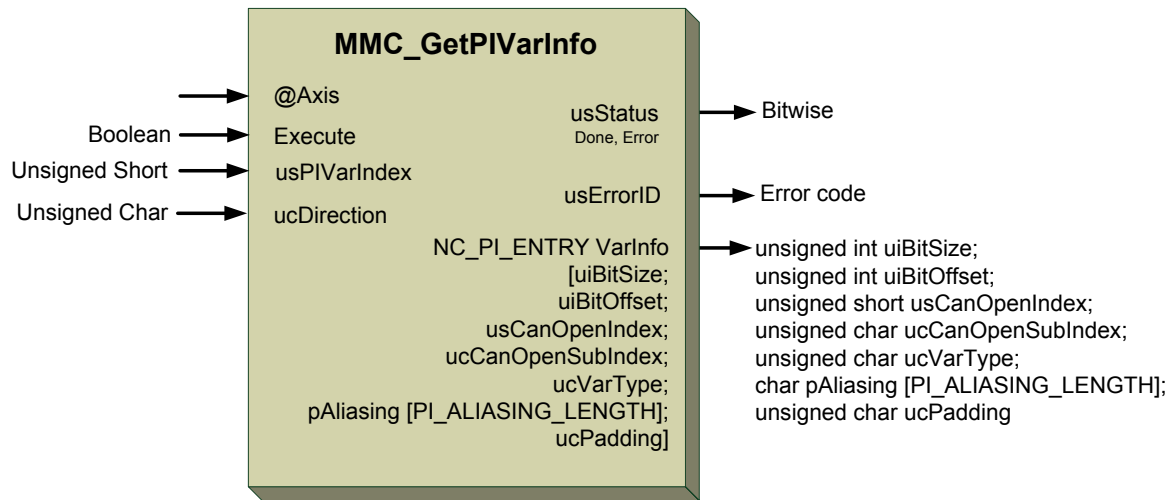 MMC_GetPIVarInfo
@Axis
Boolean
Execute
Unsigned Short
usPIVarIndex
Unsigned Char
ucDirection
usStatus
Done, Error
Bitwise
usErrorID
Error code
NC_PI_ENTRY VarInfo
[uiBitSize;
uiBitOffset;
usCanOpenIndex;
ucCanOpenSubIndex;
ucVarType;
pAliasing [PI_ALIASING_LENGTH];
ucPadding]
unsigned int uiBitSize;
unsigned int uiBitOffset;
unsigned short usCanOpenIndex;
unsigned char ucCanOpenSubIndex;
unsigned char ucVarType;
char pAliasing [PI_ALIASING_LENGTH];
unsigned char ucPadding